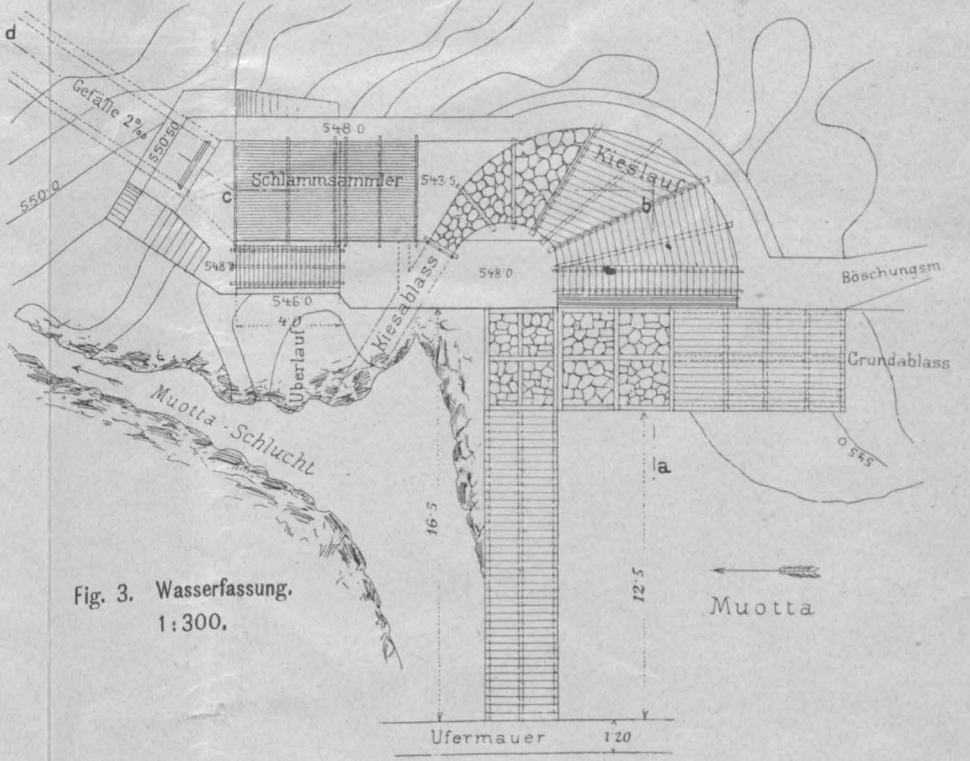 d
Gefälle 2‰
550·50
550·0
548·0
Schlammsammler
c
543·5
Kieslauf
b
548·0
Böschungsm
546·0
4·0
Überlauf
Kiesablass
Grundablass
545·0
Muotta-Schlucht
a
16·5
12·5
Muotta
Fig. 3. Wasserfassung.
1:300.
Ufermauer
1·20